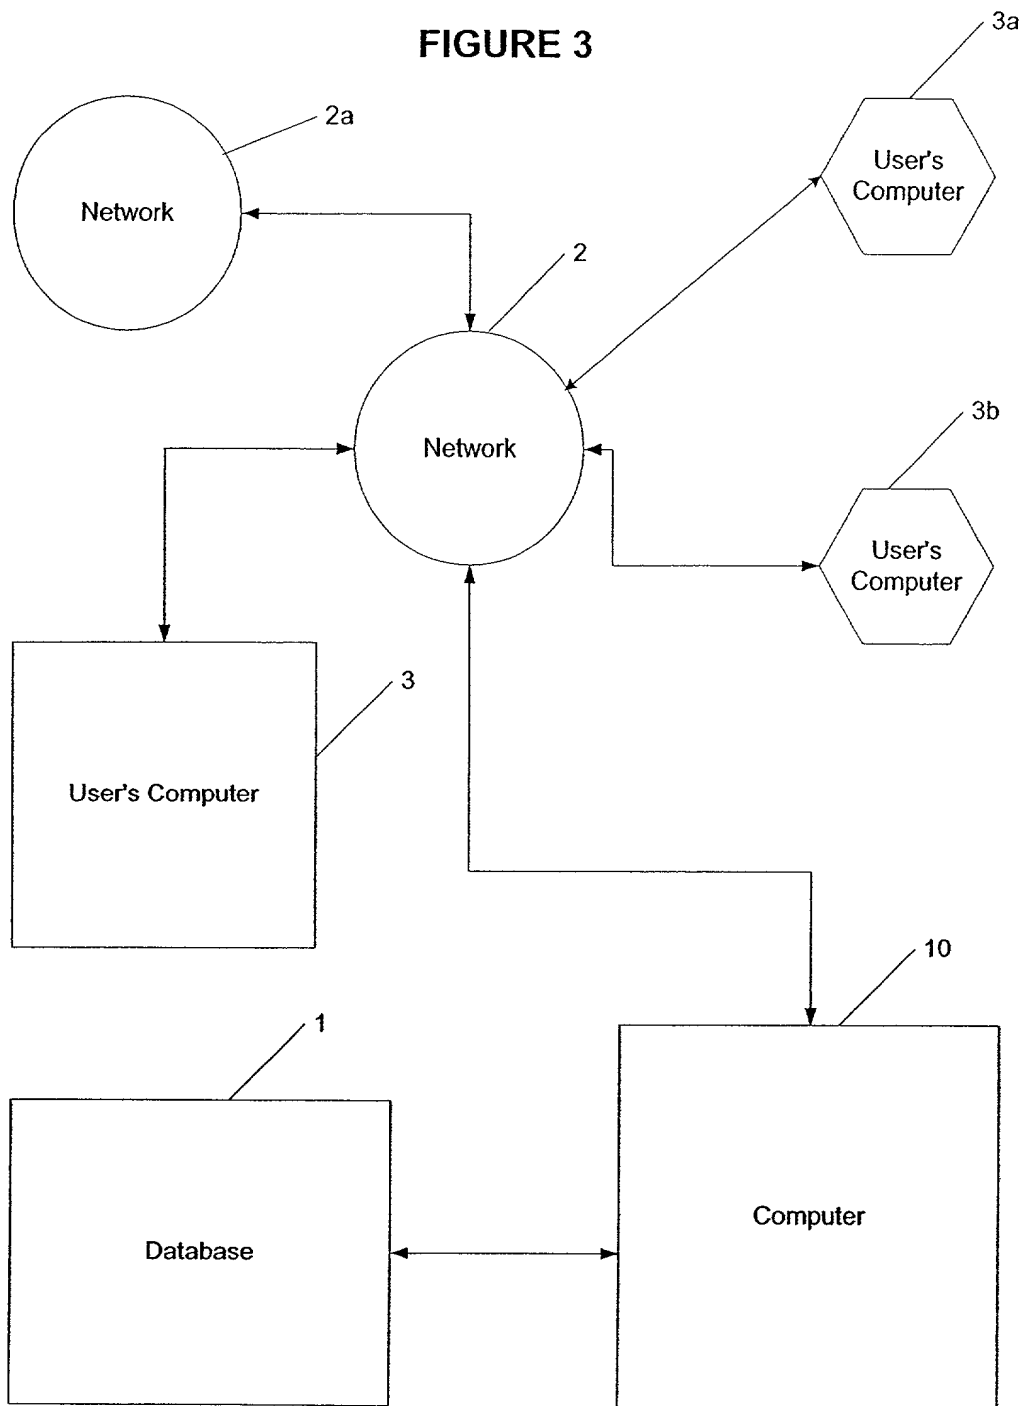 FIGURE 3
3a
2a
User's
Computer
Network
2
3b
Network
User's
Computer
3
User's Computer
10
1
Computer
Database